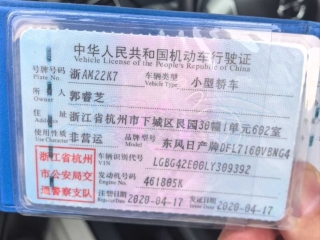 中华人民共和国机动车行驶证
Vehicle License of the People's Republic of China
号牌号码 浙AM22K7 车辆类型 小型轿车
Plate No. Vehicle Type
所有人 郭睿芝
Owner
住址 浙江省杭州市下城区民园30幢1单元602室
Address
使用性质 非营运 品牌型号 东风日产牌DFL7168VBNG4
Use Character Model
浙江省杭州市公安局交通警察支队
车辆识别代号 LGBG42E00LY309392
VIN
发动机号码 461805K
Engine No.
注册日期 2020-04-17 发证日期 2020-04-17
Register Date Issue Date